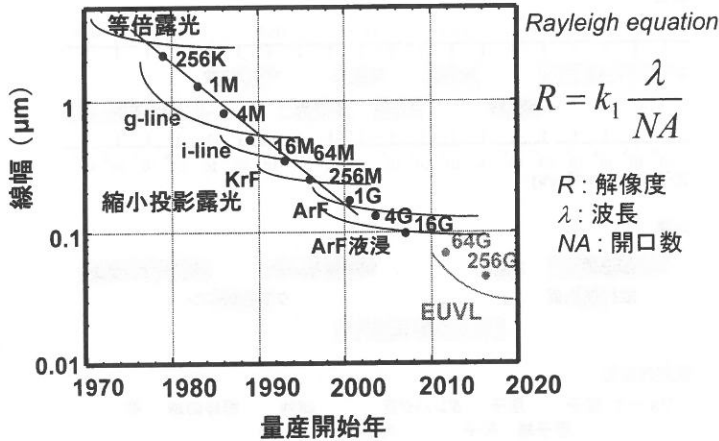 等倍露光
256K
1M
4M
g-line
i-line
16M
64M
KrF
256M
縮小投影露光
1G
ArF
4G
16G
ArF液浸
64G
256G
EUVL
線幅（μm）
1
0.1
0.01
1970
1980
1990
2000
2010
2020
量産開始年
Rayleigh equation
R = k₁ λ/NA
R : 解像度
λ : 波長
NA : 開口数